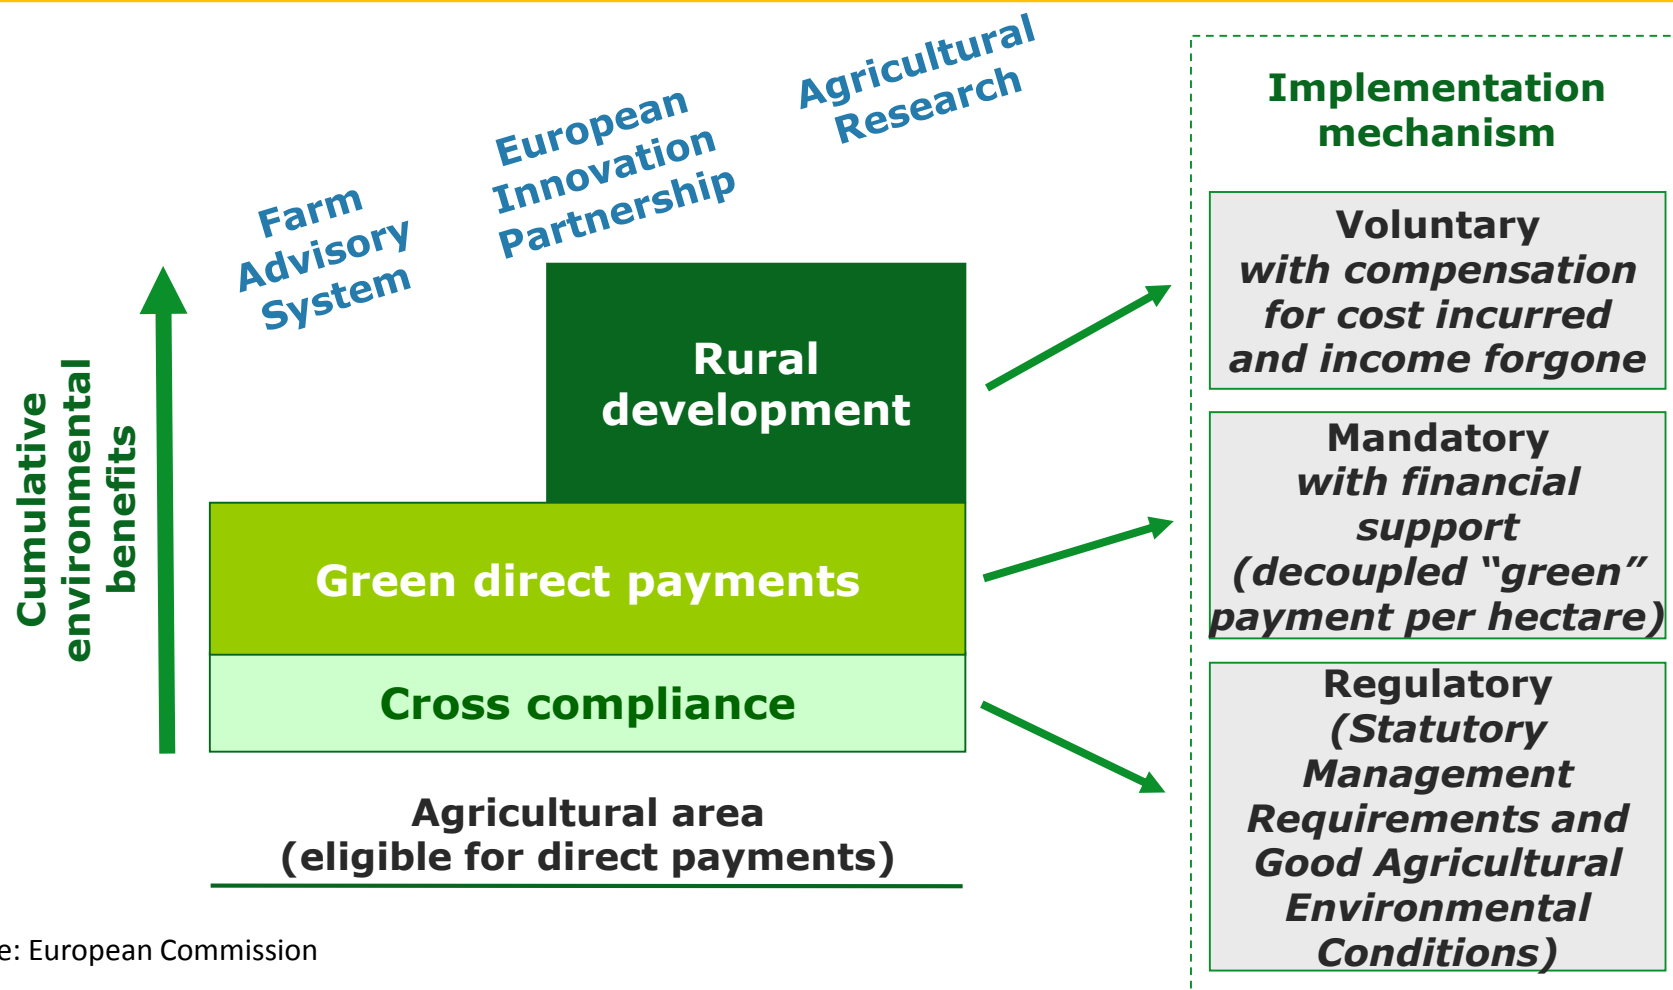 Agricultural
Research
European
Innovation
Partnership
Farm
Advisory
System
Cumulative
environmental
benefits
Rural
development
Green direct payments
Cross compliance
Agricultural area
(eligible for direct payments)
Implementation
mechanism
Voluntary
with compensation
for cost incurred
and income forgone
Mandatory
with financial
support
(decoupled “green”
payment per hectare)
Regulatory
(Statutory
Management
Requirements and
Good Agricultural
Environmental
Conditions)
e: European Commission